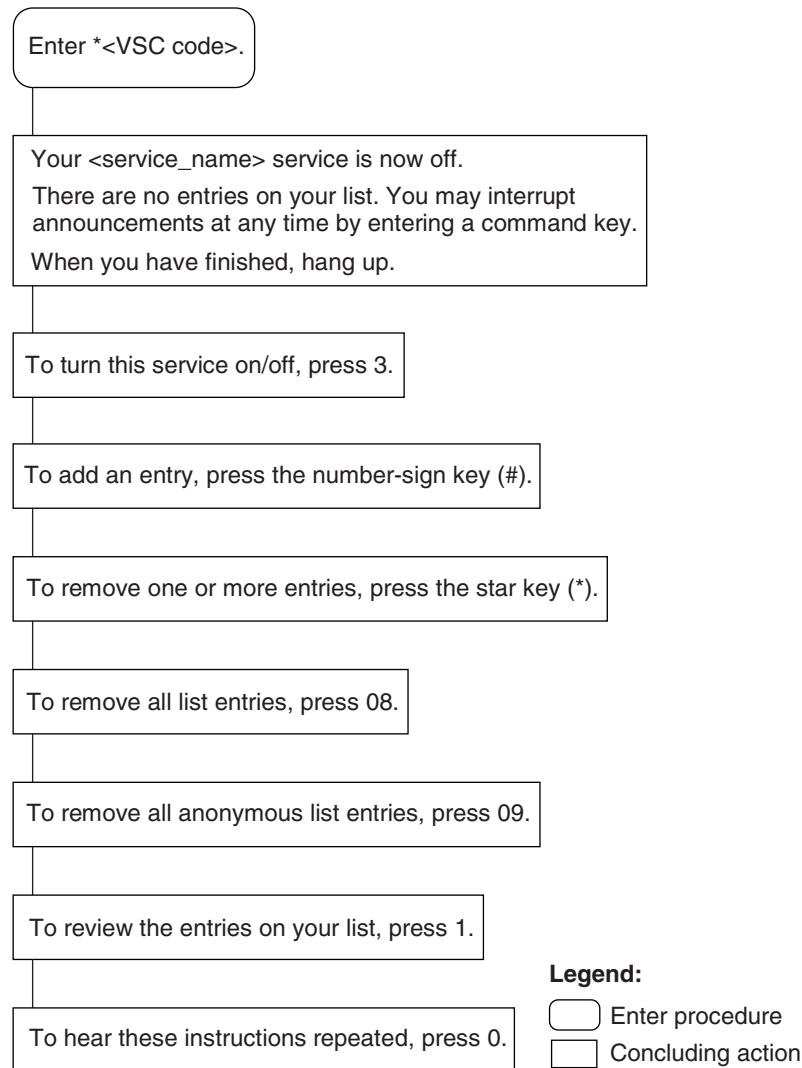 Enter *<VSC code>.
Your <service_name> service is now off.
There are no entries on your list. You may interrupt
announcements at any time by entering a command key.
When you have finished, hang up.
To turn this service on/off, press 3.
To add an entry, press the number-sign key (#).
To remove one or more entries, press the star key (*).
To remove all list entries, press 08.
To remove all anonymous list entries, press 09.
To review the entries on your list, press 1.
To hear these instructions repeated, press 0.
Legend:
Enter procedure
Concluding action